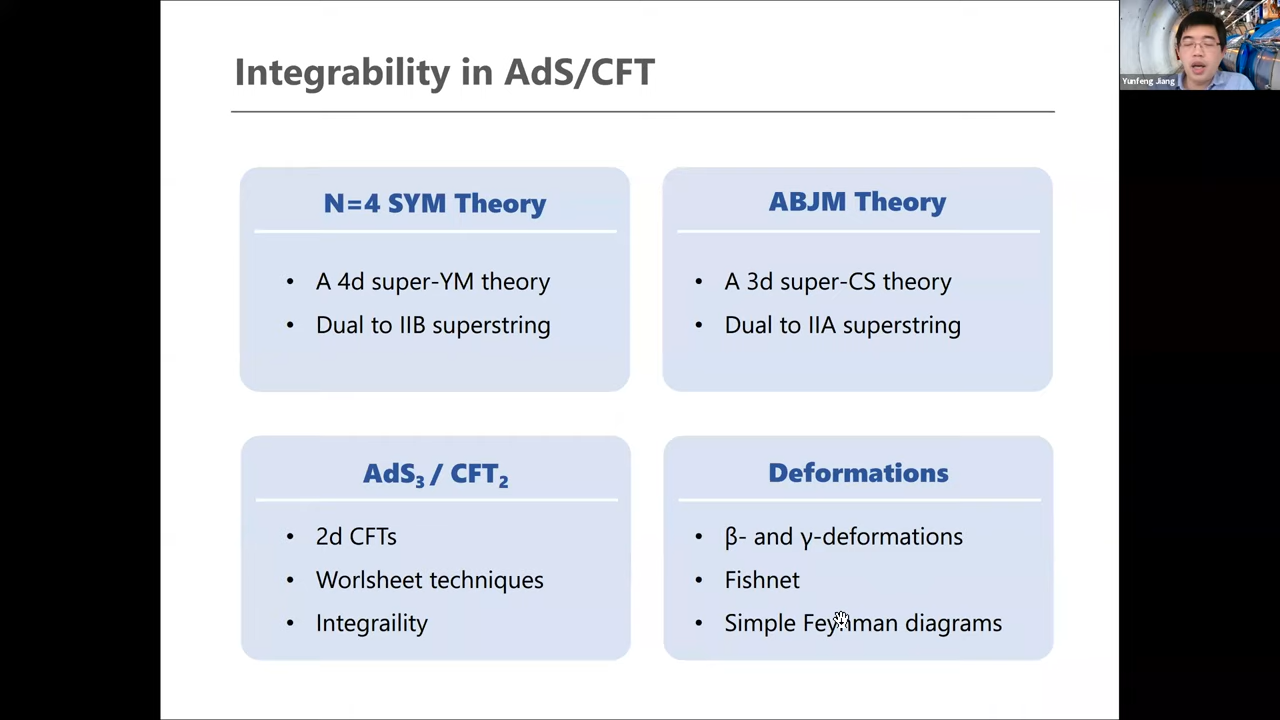 Integrability in AdS/CFT
Yunfeng Jiang
N=4 SYM Theory
• A 4d super-YM theory
• Dual to IIB superstring
ABJM Theory
• A 3d super-CS theory
• Dual to IIA superstring
AdS₃ / CFT₂
• 2d CFTs
• Worlsheet techniques
• Integraility
Deformations
• β- and γ-deformations
• Fishnet
• Simple Feynman diagrams